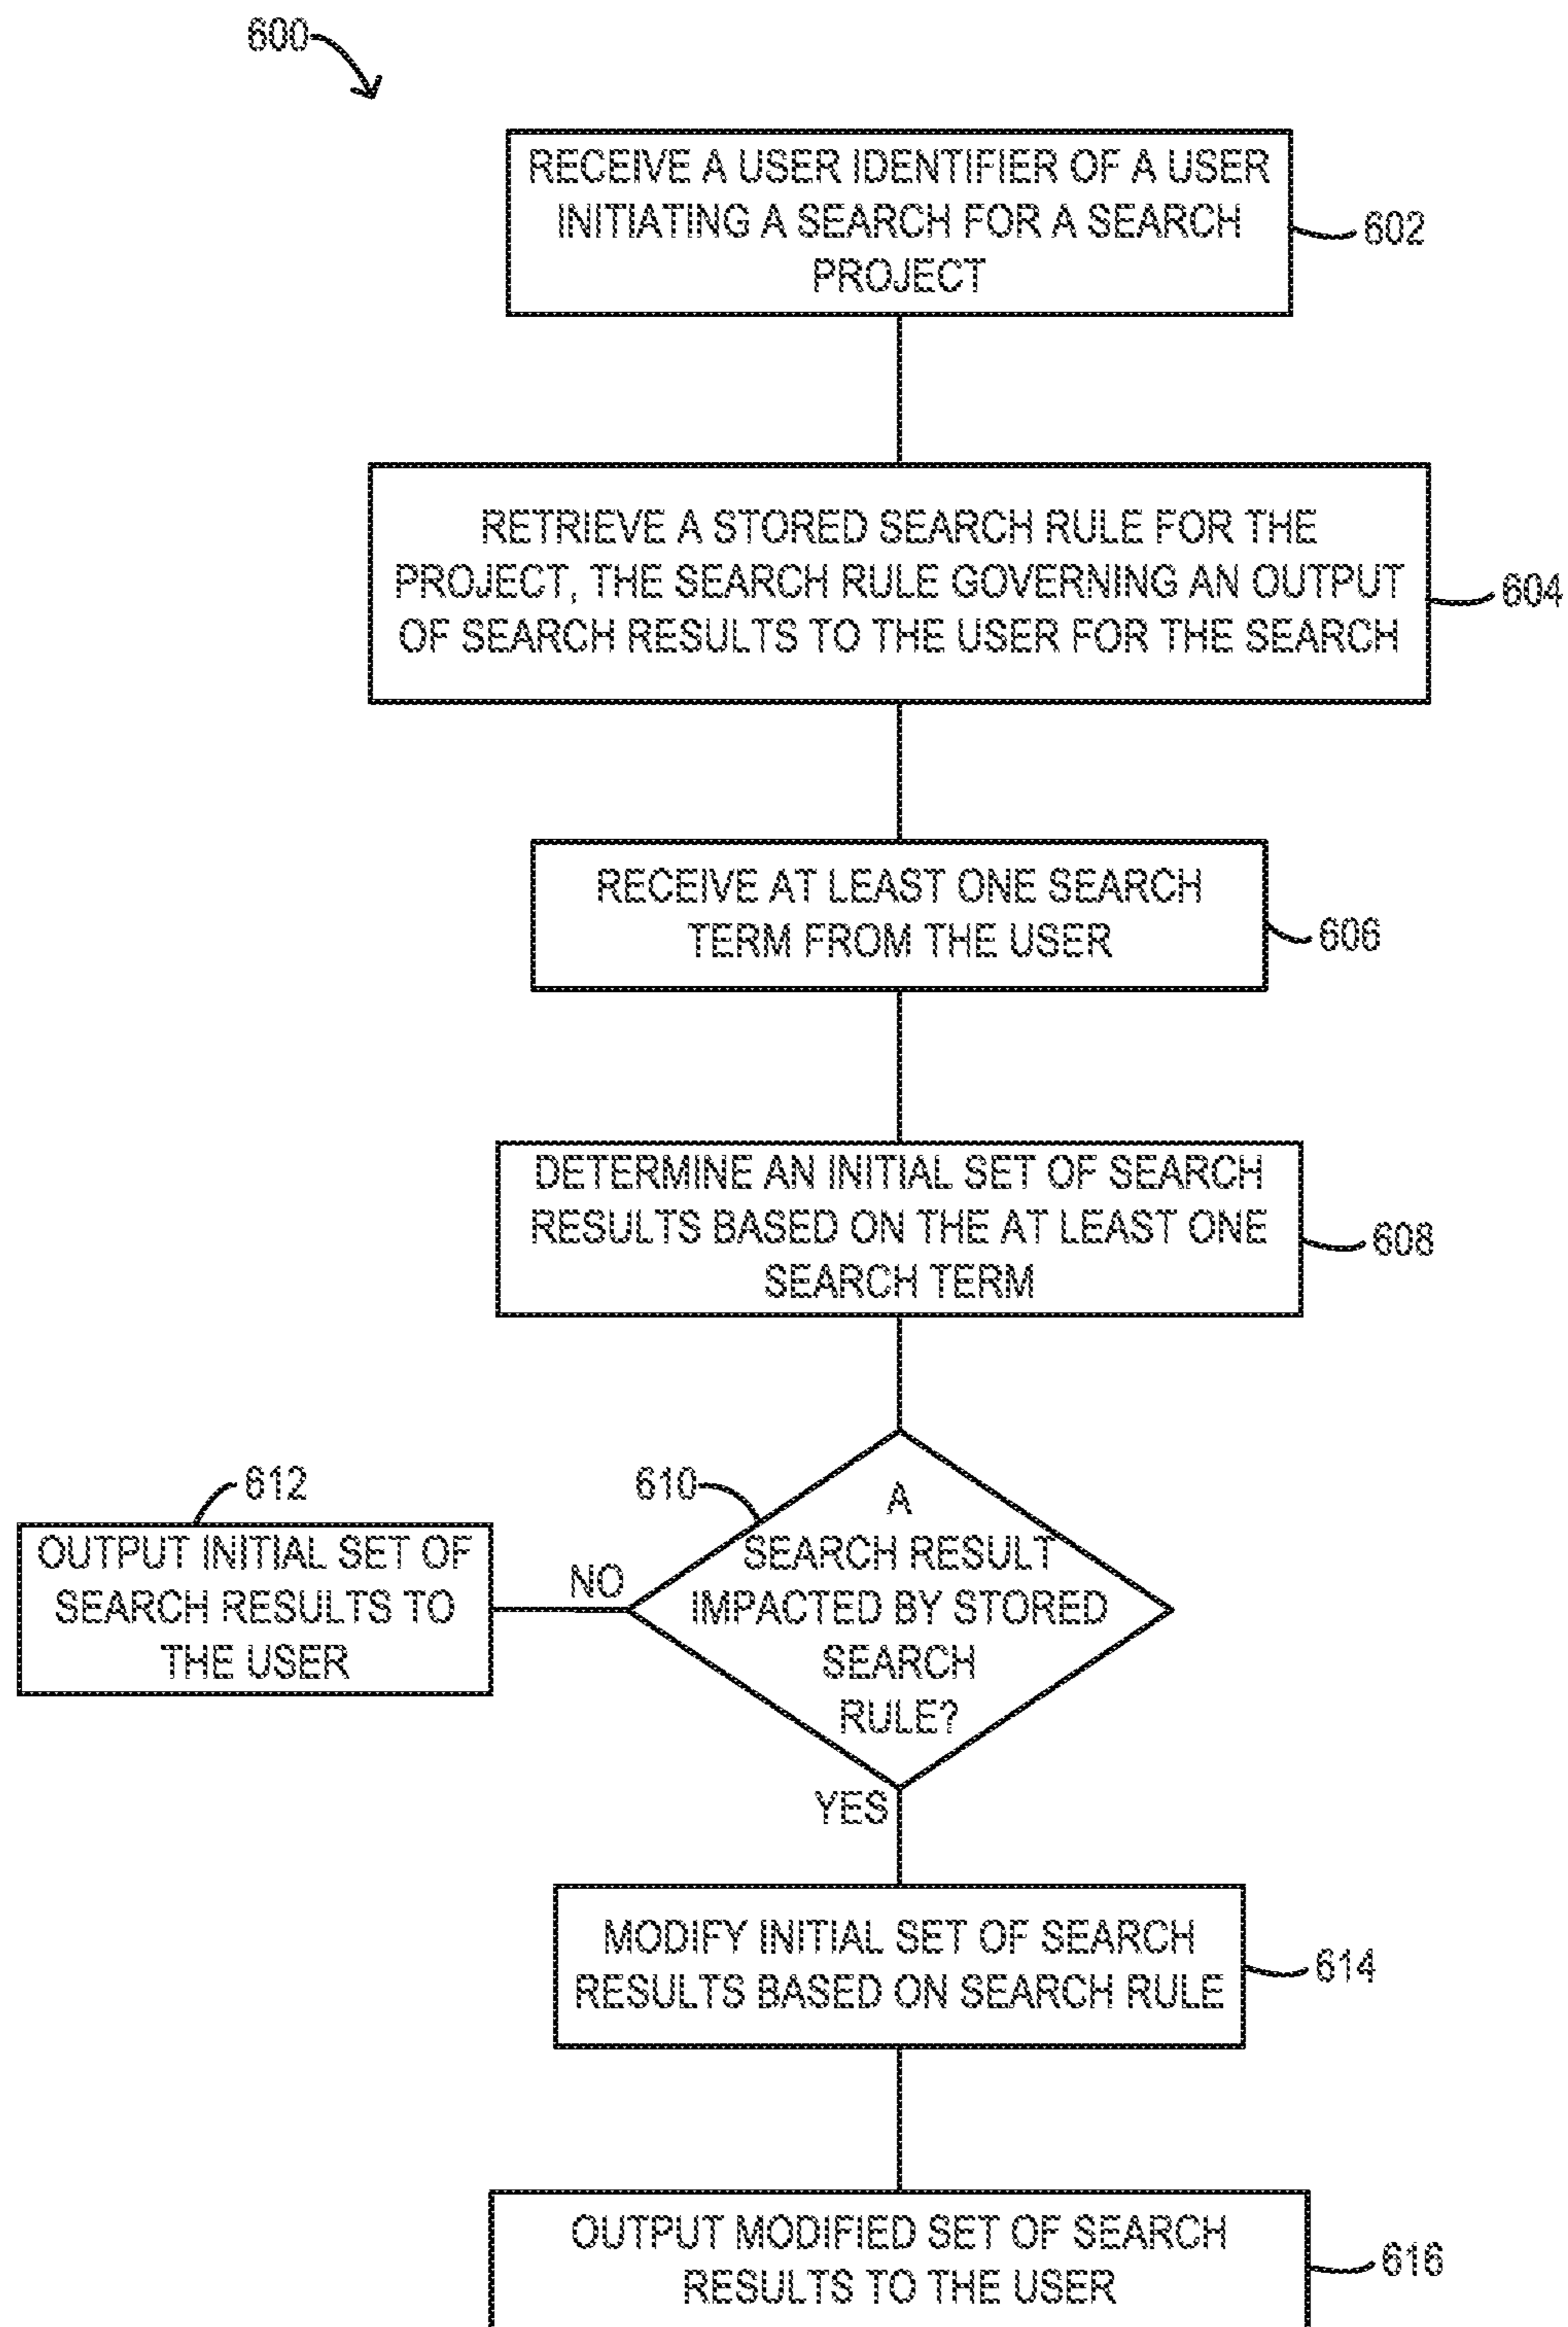 600
RECEIVE A USER IDENTIFIER OF A USER
INITIATING A SEARCH FOR A SEARCH
PROJECT
602
RETRIEVE A STORED SEARCH RULE FOR THE
PROJECT, THE SEARCH RULE GOVERNING AN OUTPUT
OF SEARCH RESULTS TO THE USER FOR THE SEARCH
604
RECEIVE AT LEAST ONE SEARCH
TERM FROM THE USER
606
DETERMINE AN INITIAL SET OF SEARCH
RESULTS BASED ON THE AT LEAST ONE
SEARCH TERM
608
610
A
SEARCH RESULT
IMPACTED BY STORED
SEARCH
RULE?
NO
612
OUTPUT INITIAL SET OF
SEARCH RESULTS TO
THE USER
YES
MODIFY INITIAL SET OF SEARCH
RESULTS BASED ON SEARCH RULE
614
OUTPUT MODIFIED SET OF SEARCH
RESULTS TO THE USER
616